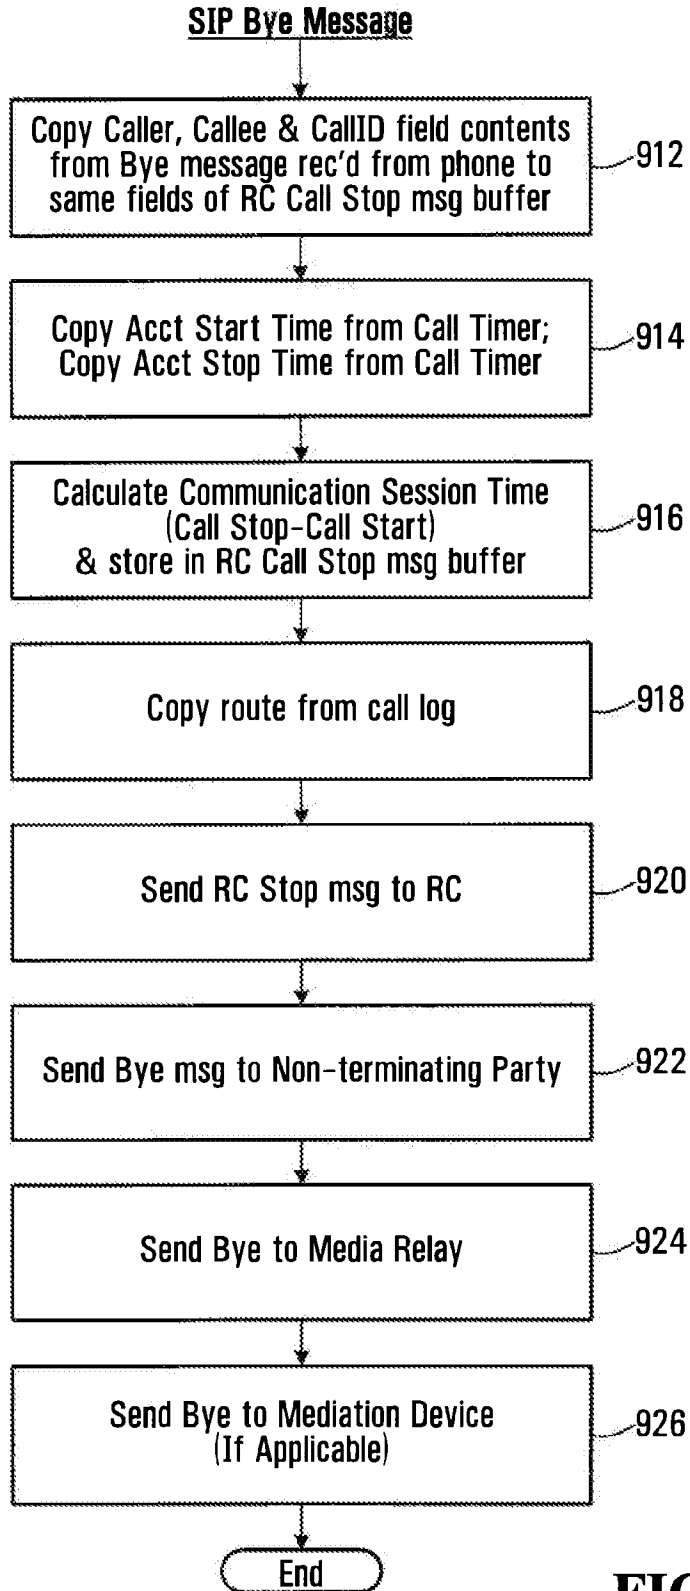 SIP Bye Message
Copy Caller, Callee & CallID field contents
from Bye message rec'd from phone to
same fields of RC Call Stop msg buffer
912
Copy Acct Start Time from Call Timer;
Copy Acct Stop Time from Call Timer
914
Calculate Communication Session Time
(Call Stop-Call Start)
& store in RC Call Stop msg buffer
916
Copy route from call log
918
Send RC Stop msg to RC
920
Send Bye msg to Non-terminating Party
922
Send Bye to Media Relay
924
Send Bye to Mediation Device
(If Applicable)
926
End